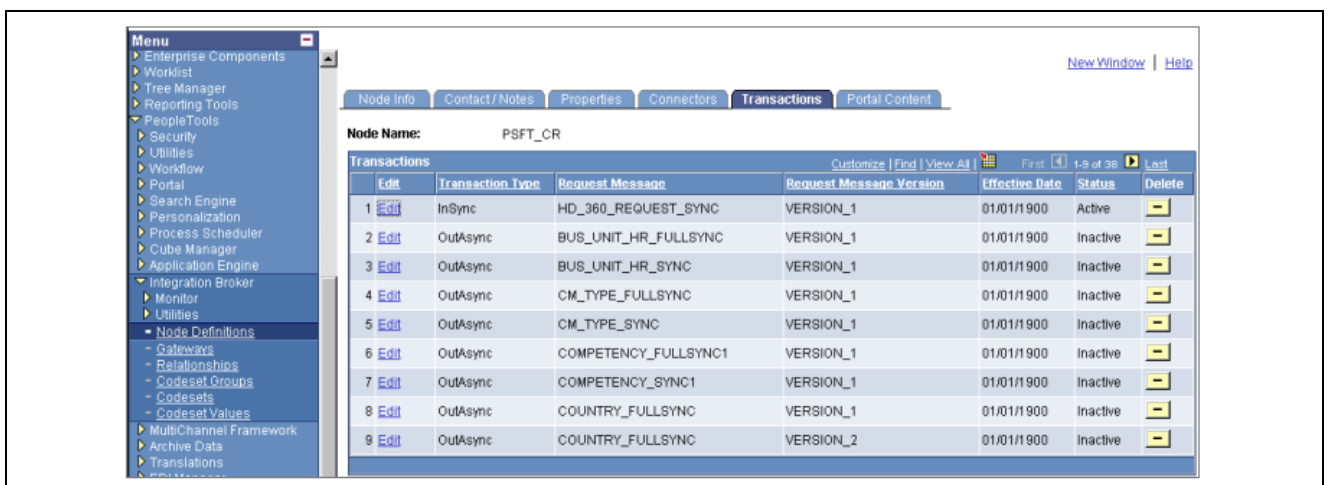 Menu
Enterprise Components
Worklist
Tree Manager
Reporting Tools
PeopleTools
Security
Utilities
Workflow
Portal
Search Engine
Personalization
Process Scheduler
Cube Manager
Application Engine
Integration Broker
Monitor
Utilities
Node Definitions
Gateways
Relationships
Codeset Groups
Codesets
Codeset Values
MultiChannel Framework
Archive Data
Translations
New Window | Help
Node Info Contact / Notes Properties Connectors Transactions Portal Content
Node Name: PSFT_CR
Transactions Customize | Find | View All | First 1-9 of 38 Last
Edit Transaction Type Request Message Request Message Version Effective Date Status Delete
1 Edit InSync HD_360_REQUEST_SYNC VERSION_1 01/01/1900 Active
2 Edit OutAsync BUS_UNIT_HR_FULLSYNC VERSION_1 01/01/1900 Inactive
3 Edit OutAsync BUS_UNIT_HR_SYNC VERSION_1 01/01/1900 Inactive
4 Edit OutAsync CM_TYPE_FULLSYNC VERSION_1 01/01/1900 Inactive
5 Edit OutAsync CM_TYPE_SYNC VERSION_1 01/01/1900 Inactive
6 Edit OutAsync COMPETENCY_FULLSYNC1 VERSION_1 01/01/1900 Inactive
7 Edit OutAsync COMPETENCY_SYNC1 VERSION_1 01/01/1900 Inactive
8 Edit OutAsync COUNTRY_FULLSYNC VERSION_1 01/01/1900 Inactive
9 Edit OutAsync COUNTRY_FULLSYNC VERSION_2 01/01/1900 Inactive